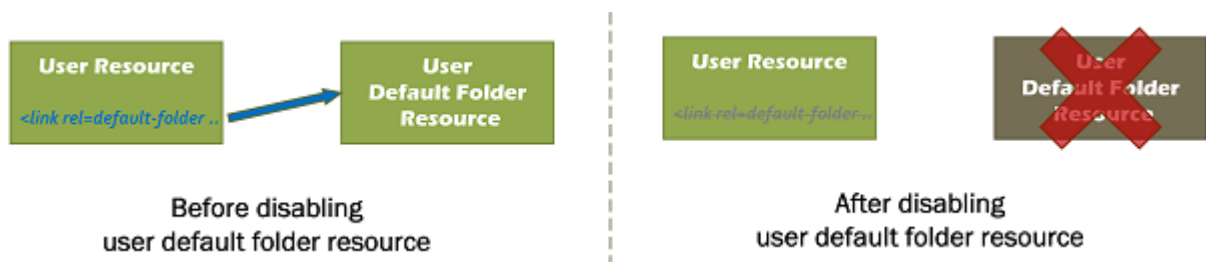 User Resource
<link rel=default-folder ..
User
Default Folder
Resource
Before disabling
user default folder resource
User Resource
<link rel=default-folder ..
User
Default Folder
Resource
After disabling
user default folder resource